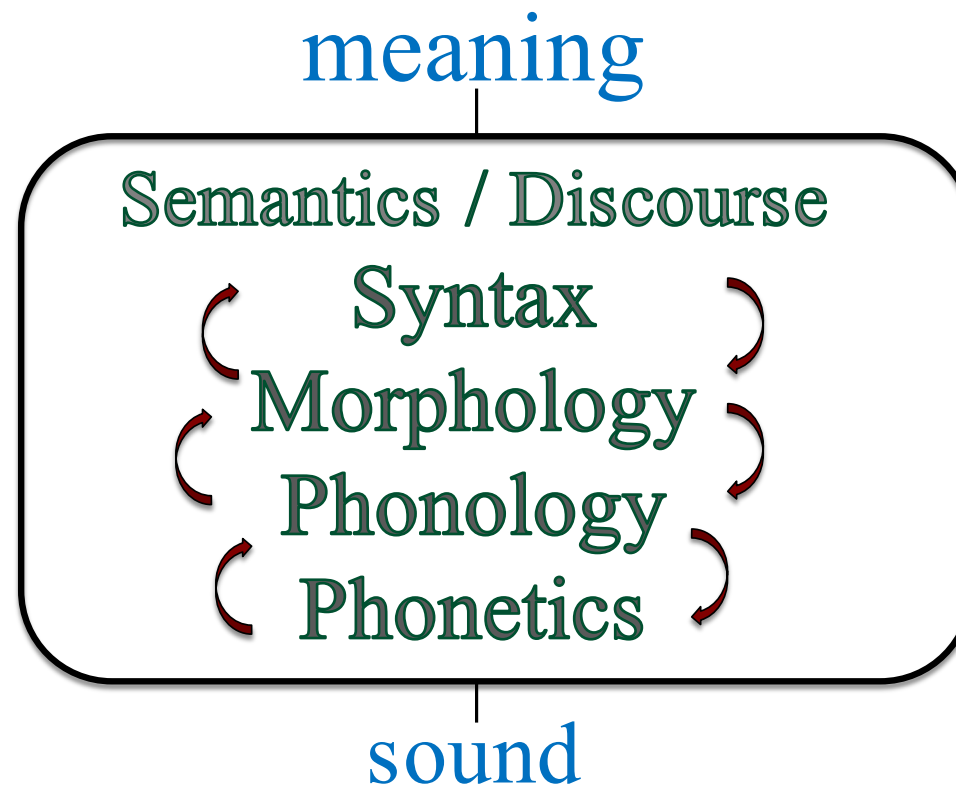 meaning
Semantics / Discourse
Syntax
Morphology
Phonology
Phonetics
sound